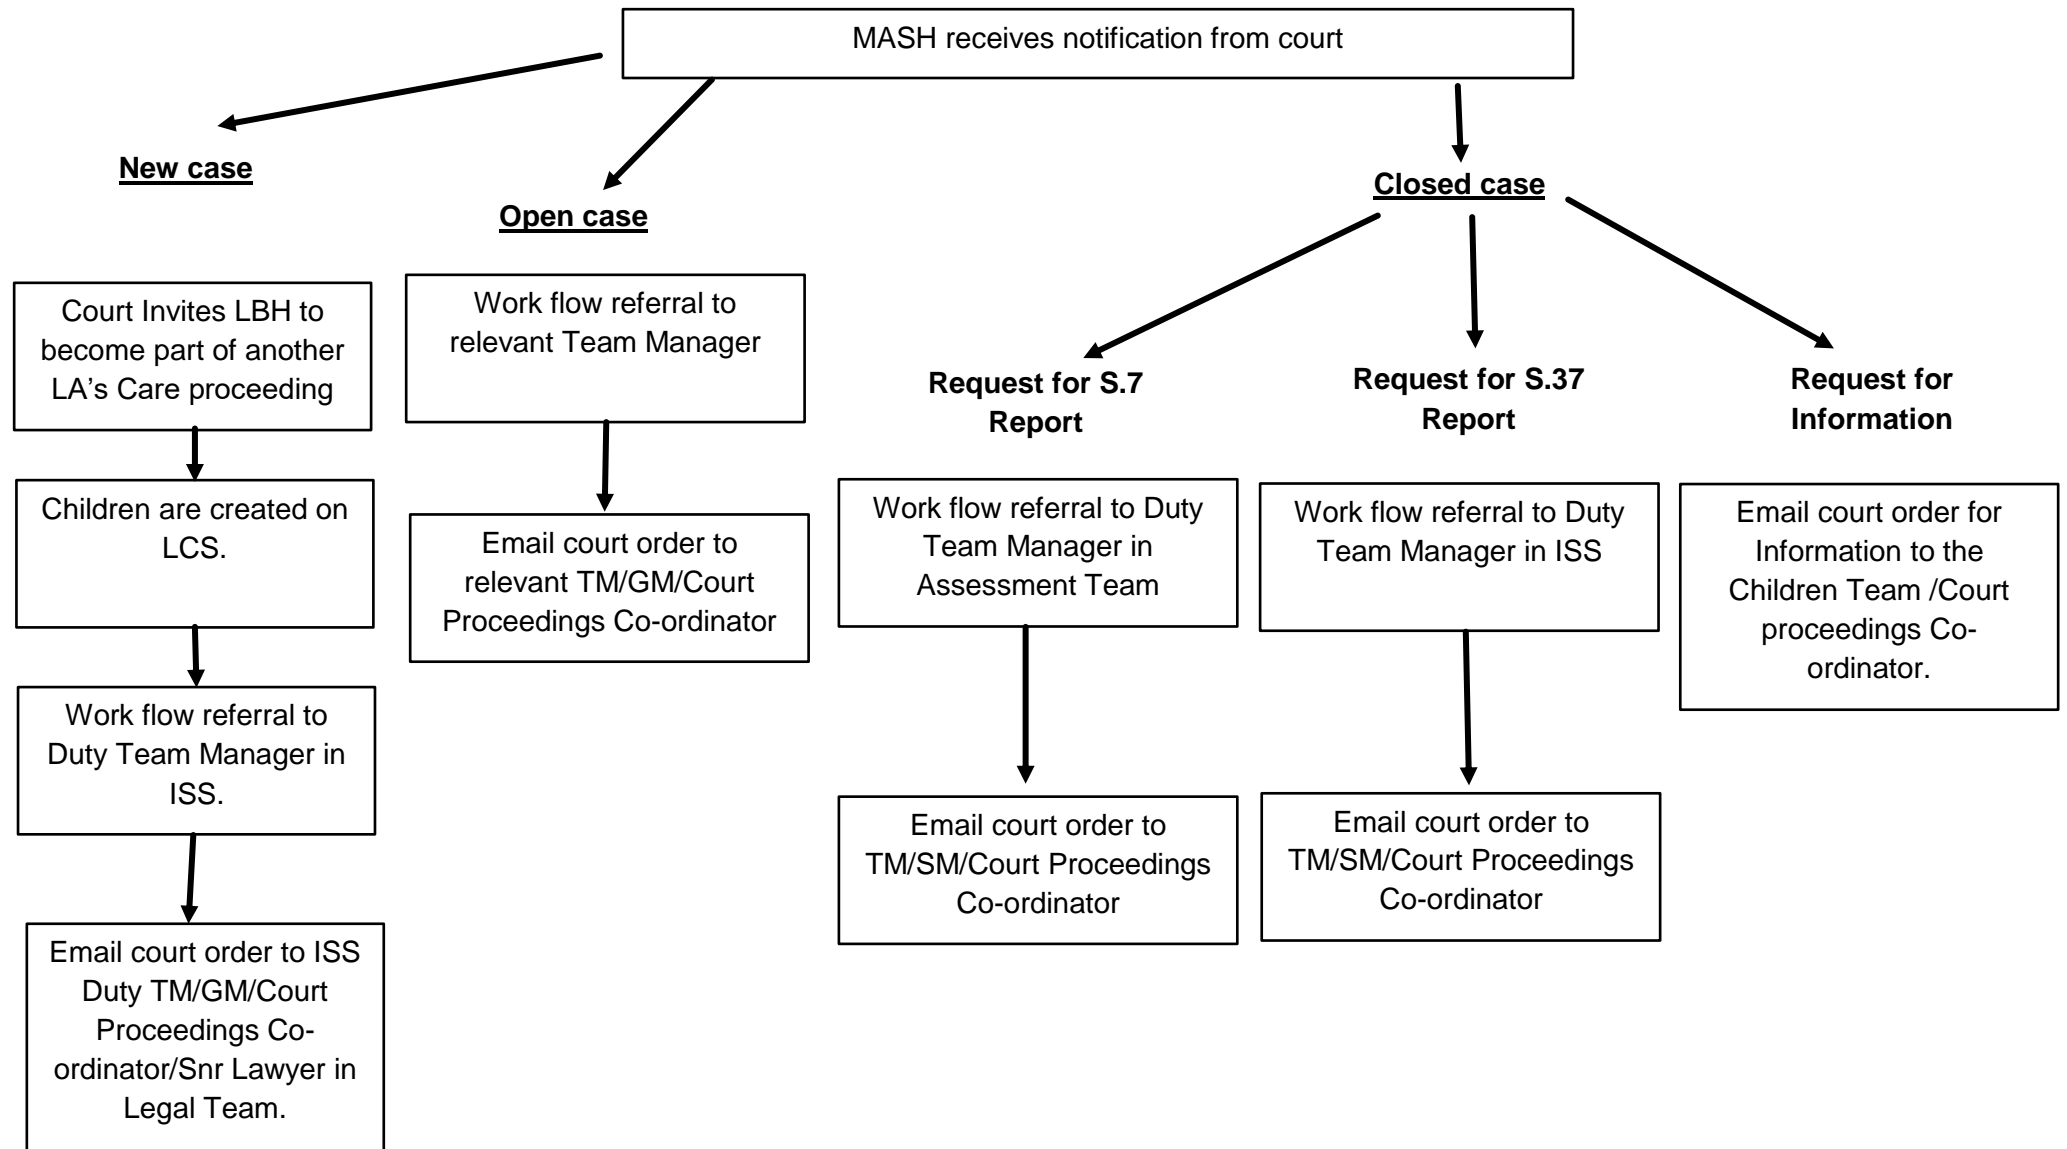 MASH receives notification from court
New case
Open case
Closed case
Court Invites LBH to
become part of another
LA's Care proceeding
Children are created on
LCS.
Work flow referral to
Duty Team Manager in
ISS.
Email court order to ISS
Duty TM/GM/Court
Proceedings Co-
ordinator/Snr Lawyer in
Legal Team.
Work flow referral to
relevant Team Manager
Email court order to
relevant TM/GM/Court
Proceedings Co-ordinator
Request for S.7
Report
Work flow referral to Duty
Team Manager in
Assessment Team
Email court order to
TM/SM/Court Proceedings
Co-ordinator
Request for S.37
Report
Work flow referral to Duty
Team Manager in ISS
Email court order to
TM/SM/Court Proceedings
Co-ordinator
Request for
Information
Email court order for
Information to the
Children Team /Court
proceedings Co-
ordinator.